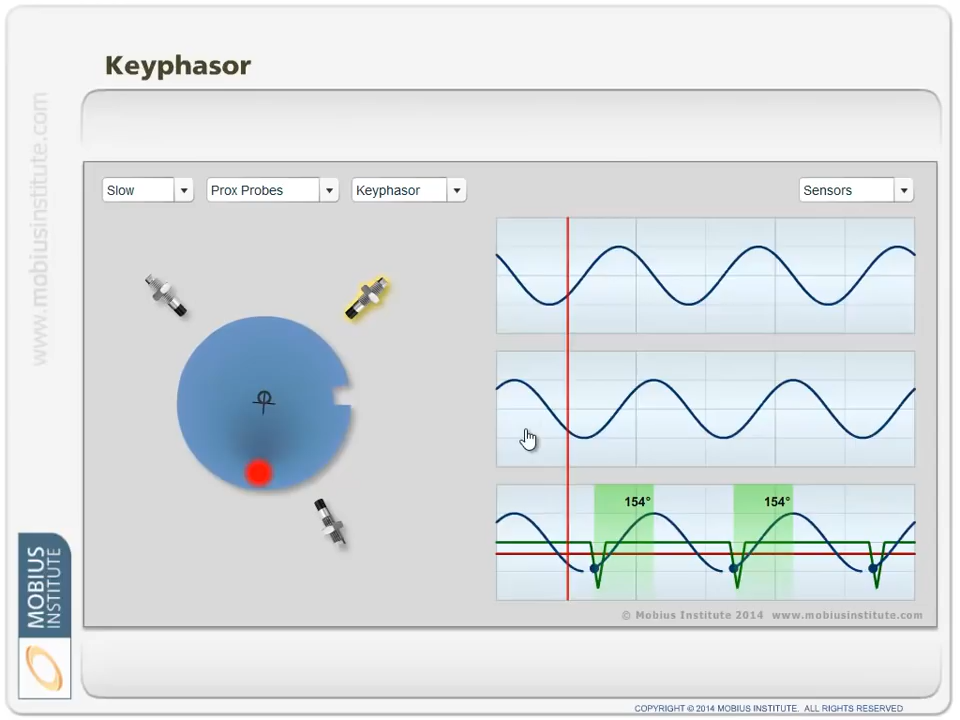 Keyphasor
www.mobiusinstitute.com
Slow
Prox Probes
Keyphasor
Sensors
154°
154°
© Mobius Institute 2014 www.mobiusinstitute.com
MOBIUS
INSTITUTE
COPYRIGHT © 2014 MOBIUS INSTITUTE. ALL RIGHTS RESERVED